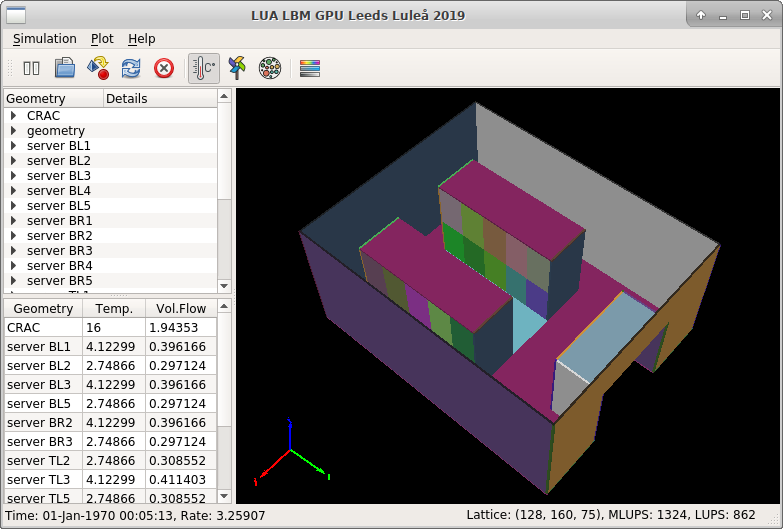 LUA LBM GPU Leeds Luleå 2019
Simulation Plot Help
C°
Geometry Details
CRAC
geometry
server BL1
server BL2
server BL3
server BL4
server BL5
server BR1
server BR2
server BR3
server BR4
server BR5
Geometry Temp. Vol.Flow
CRAC 16 1.94353
server BL1 4.12299 0.396166
server BL2 2.74866 0.297124
server BL3 4.12299 0.396166
server BL5 2.74866 0.297124
server BR2 4.12299 0.396166
server BR3 2.74866 0.297124
server TL2 2.74866 0.308552
server TL3 4.12299 0.411403
server TL5 2.74866 0.308552
Time: 01-Jan-1970 00:05:13, Rate: 3.25907
Lattice: (128, 160, 75), MLUPS: 1324, LUPS: 862